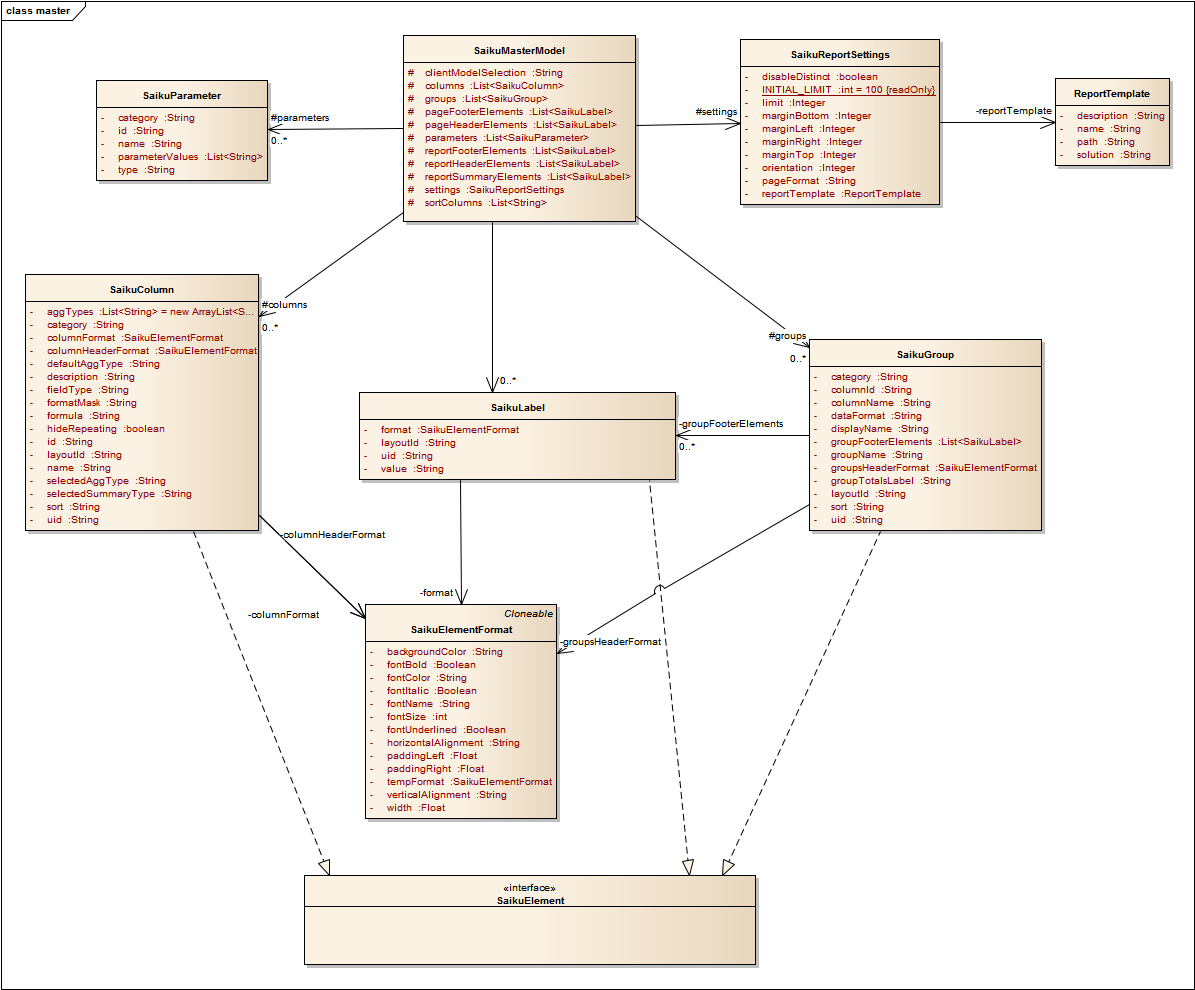 class master
SaikuMasterModel
# clientModelSelection :String
# columns :List<SaikuColumn>
# groups :List<SaikuGroup>
# pageFooterElements :List<SaikuLabel>
# pageHeaderElements :List<SaikuLabel>
# parameters :List<SaikuParameter>
# reportFooterElements :List<SaikuLabel>
# reportHeaderElements :List<SaikuLabel>
# reportSummaryElements :List<SaikuLabel>
# settings :SaikuReportSettings
# sortColumns :List<String>
SaikuReportSettings
- disableDistinct :boolean
- INITIAL_LIMIT :int = 100 {readOnly}
- limit :Integer
- marginBottom :Integer
- marginLeft :Integer
- marginRight :Integer
- marginTop :Integer
- orientation :Integer
- pageFormat :String
- reportTemplate :ReportTemplate
ReportTemplate
- description :String
- name :String
- path :String
- solution :String
SaikuParameter
- category :String
- id :String
- name :String
- parameterValues :List<String>
- type :String
#parameters
0..*
#settings
-reportTemplate
SaikuColumn
- aggTypes :List<String> = new ArrayList<S...
- category :String
- columnFormat :SaikuElementFormat
- columnHeaderFormat :SaikuElementFormat
- defaultAggType :String
- description :String
- fieldType :String
- formatMask :String
- formula :String
- hideRepeating :boolean
- id :String
- layoutId :String
- name :String
- selectedAggType :String
- selectedSummaryType :String
- sort :String
- uid :String
#columns
0..*
#groups
0..*
/0..*
SaikuLabel
- format :SaikuElementFormat
- layoutId :String
- uid :String
- value :String
-groupFooterElements
0..*
SaikuGroup
- category :String
- columnId :String
- columnName :String
- dataFormat :String
- displayName :String
- groupFooterElements :List<SaikuLabel>
- groupName :String
- groupsHeaderFormat :SaikuElementFormat
- groupTotalsLabel :String
- layoutId :String
- sort :String
- uid :String
-columnHeaderFormat
-format
-columnFormat
-groupsHeaderFormat
Cloneable
SaikuElementFormat
- backgroundColor :String
- fontBold :Boolean
- fontColor :String
- fontItalic :Boolean
- fontName :String
- fontSize :int
- fontUnderlined :Boolean
- horizontalAlignment :String
- paddingLeft :Float
- paddingRight :Float
- tempFormat :SaikuElementFormat
- verticalAlignment :String
- width :Float
«interface»
SaikuElement